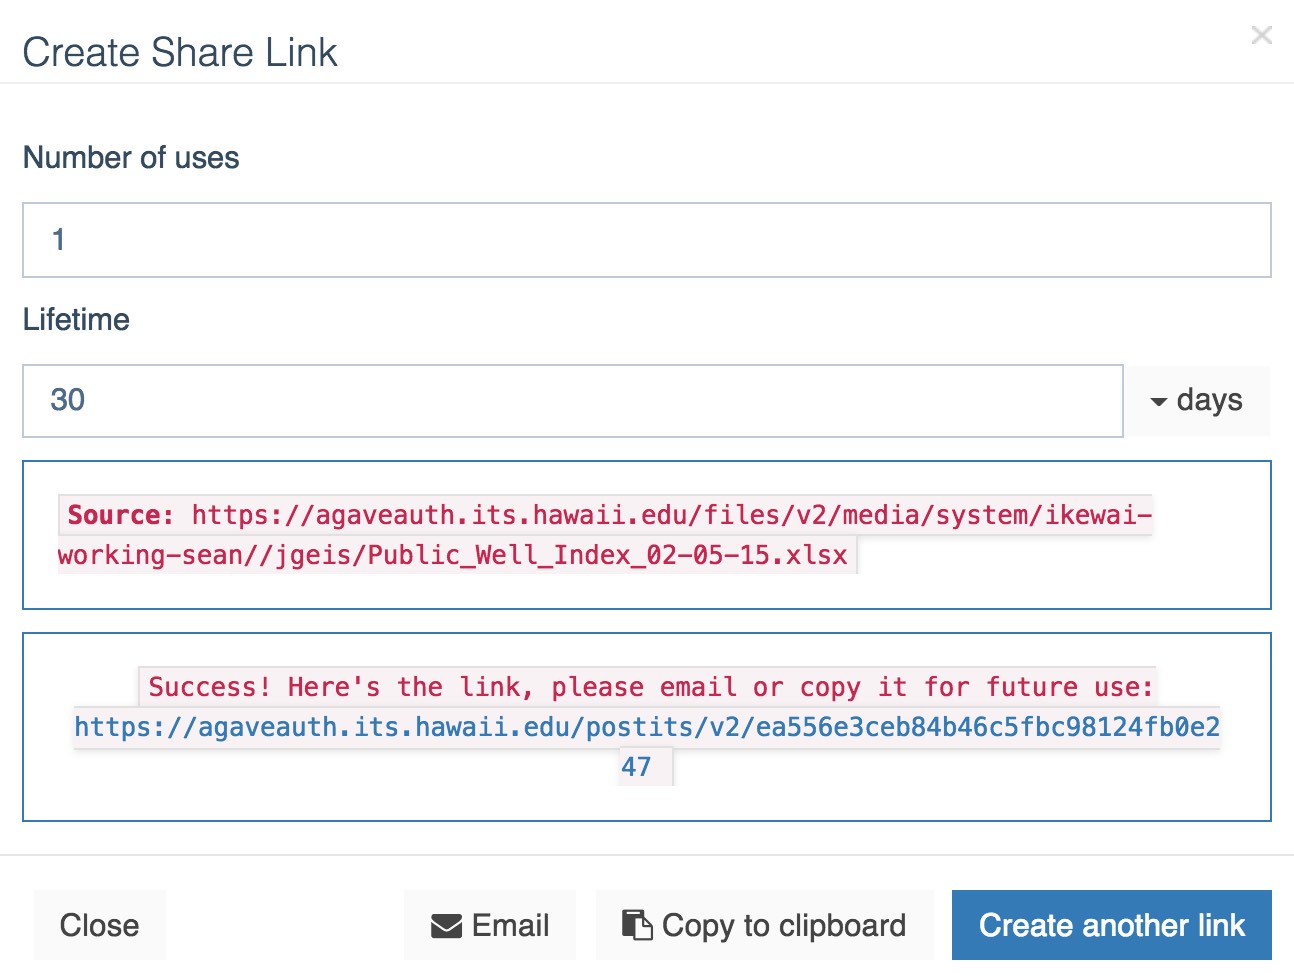 Create Share Link
Number of uses
1
Lifetime
30
days
Source: https://agaveauth.its.hawaii.edu/files/v2/media/system/ikewai-
working-sean//jgeis/Public_Well_Index_02-05-15.xlsx
Success! Here's the link, please email or copy it for future use:
https://agaveauth.its.hawaii.edu/postits/v2/ea556e3ceb84b46c5fbc98124fb0e2
47
Close
Email
Copy to clipboard
Create another link